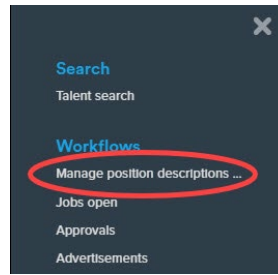 Search
Talent search
Workflows
Manage position descriptions ...
Jobs open
Approvals
Advertisements